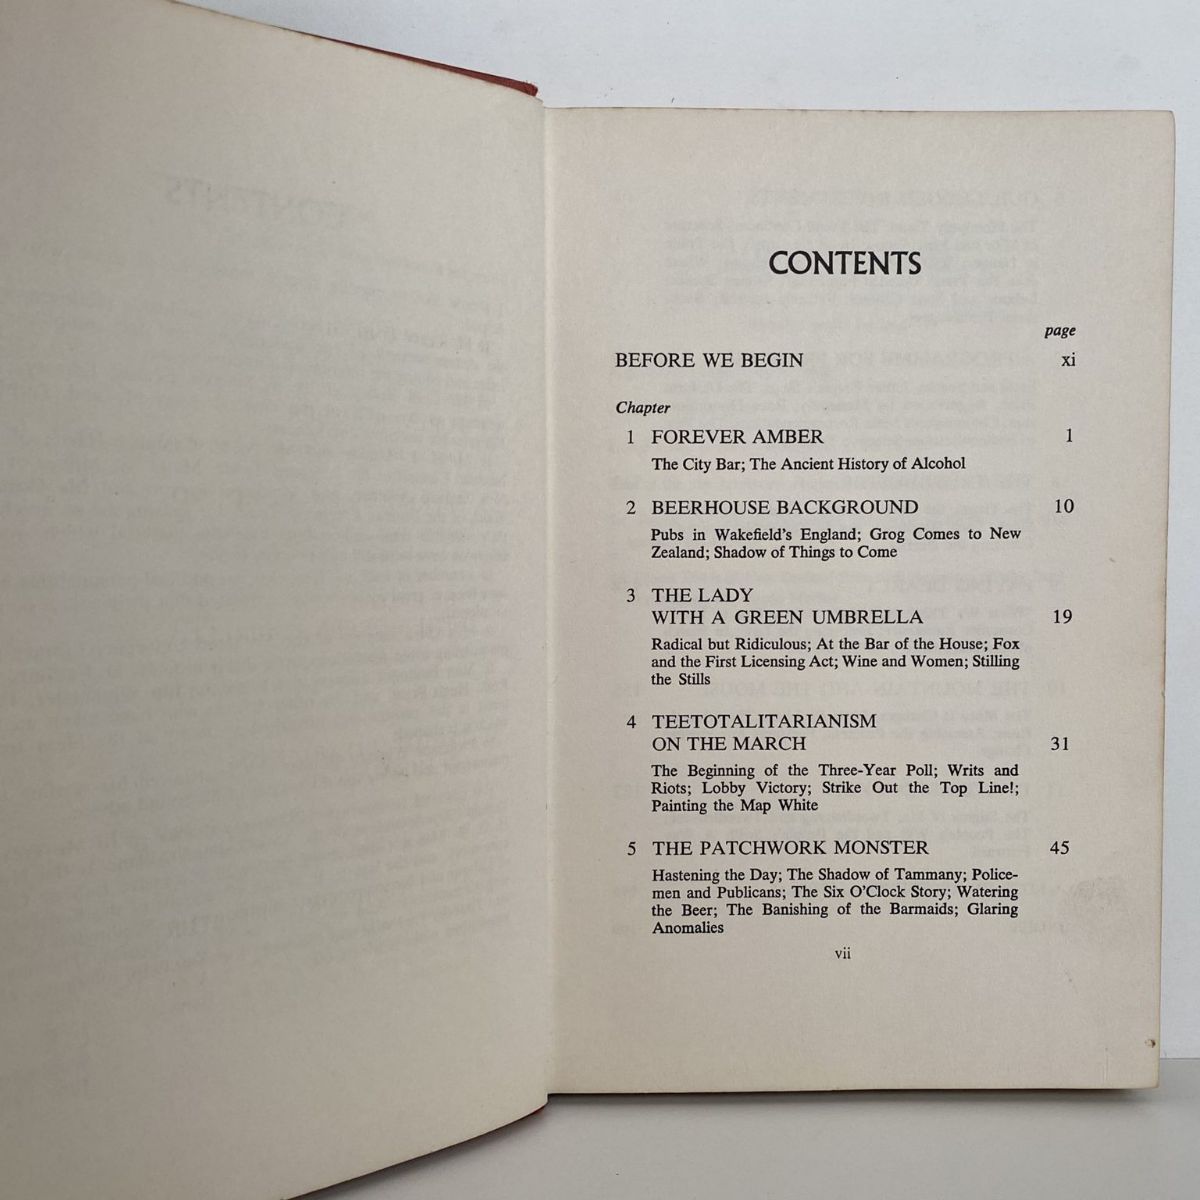 CONTENTS
page
BEFORE WE BEGIN xi
Chapter
1 FOREVER AMBER 1
The City Bar; The Ancient History of Alcohol
2 BEERHOUSE BACKGROUND 10
Pubs in Wakefield's England; Grog Comes to New
Zealand; Shadow of Things to Come
3 THE LADY
WITH A GREEN UMBRELLA 19
Radical but Ridiculous; At the Bar of the House; Fox
and the First Licensing Act; Wine and Women; Stilling
the Stills
4 TEETOTALITARIANISM
ON THE MARCH 31
The Beginning of the Three-Year Poll; Writs and
Riots; Lobby Victory; Strike Out the Top Line!;
Painting the Map White
5 THE PATCHWORK MONSTER 45
Hastening the Day; The Shadow of Tammany; Police-
men and Publicans; The Six O'Clock Story; Watering
the Beer; The Banishing of the Barmaids; Glaring
Anomalies
vii